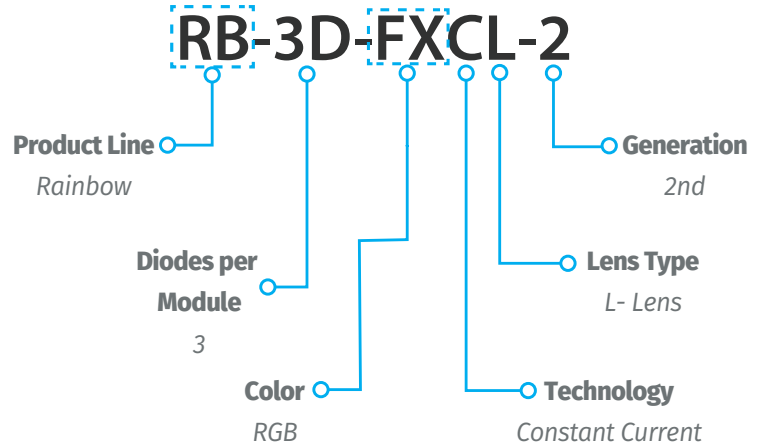 RB-3D-FXCL-2
Product Line
Rainbow
Generation
2nd
Diodes per
Module
3
Lens Type
L- Lens
Color
RGB
Technology
Constant Current